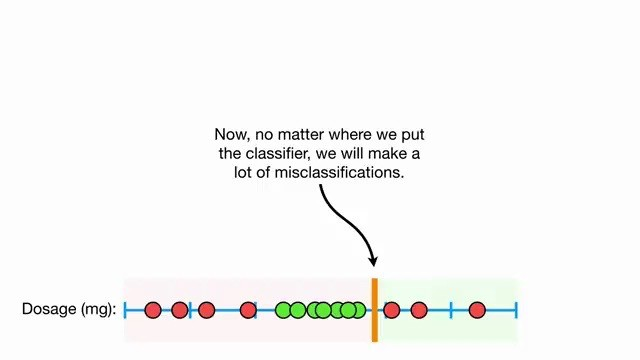 Now, no matter where we put
the classifier, we will make a
lot of misclassifications.
Dosage (mg):